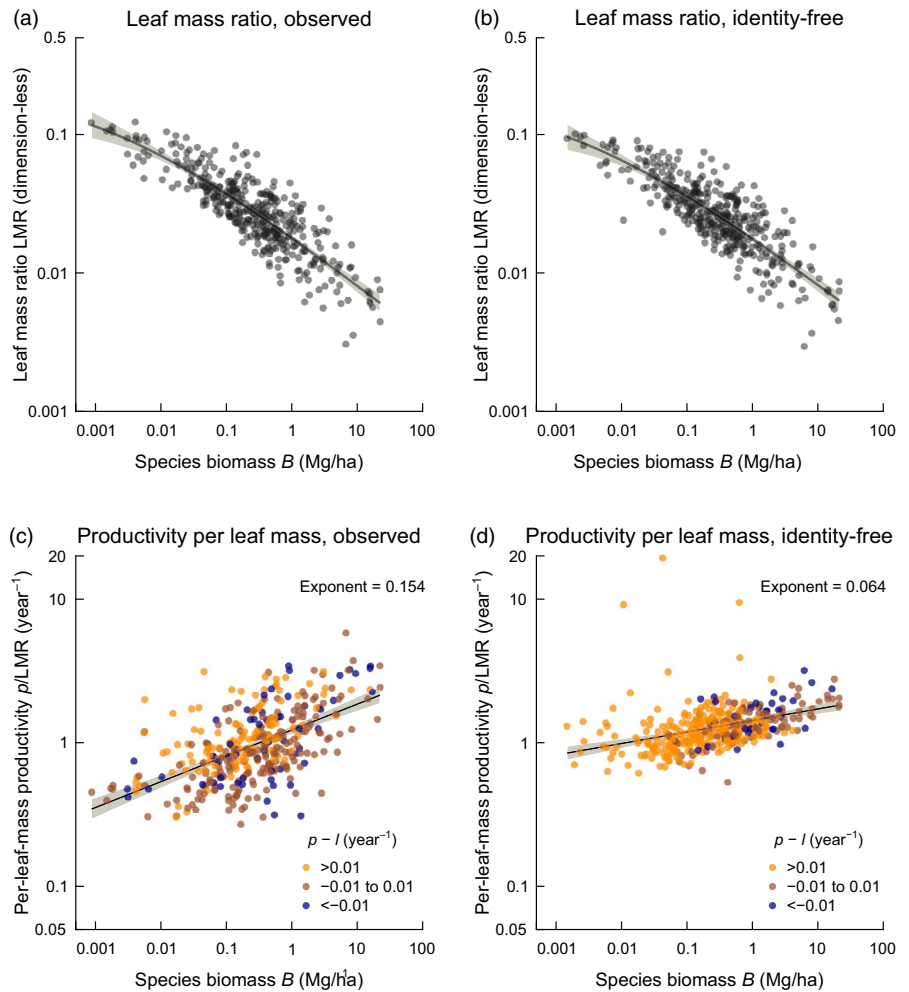 (a) Leaf mass ratio, observed
0.5
0.1
0.01
0.001
Leaf mass ratio LMR (dimension-less)
0.001 0.01 0.1 1 10 100
Species biomass B (Mg/ha)
(b) Leaf mass ratio, identity-free
0.5
0.1
0.01
0.001
Leaf mass ratio LMR (dimension-less)
0.001 0.01 0.1 1 10 100
Species biomass B (Mg/ha)
(c) Productivity per leaf mass, observed
20
10
1
0.1
0.05
Per-leaf-mass productivity p/LMR (year⁻¹)
Exponent = 0.154
p − l (year⁻¹)
>0.01
−0.01 to 0.01
<−0.01
0.001 0.01 0.1 1 10 100
Species biomass B (Mg/ha)
(d) Productivity per leaf mass, identity-free
20
10
1
0.1
0.05
Per-leaf-mass productivity p/LMR (year⁻¹)
Exponent = 0.064
p − l (year⁻¹)
>0.01
−0.01 to 0.01
<−0.01
0.001 0.01 0.1 1 10 100
Species biomass B (Mg/ha)